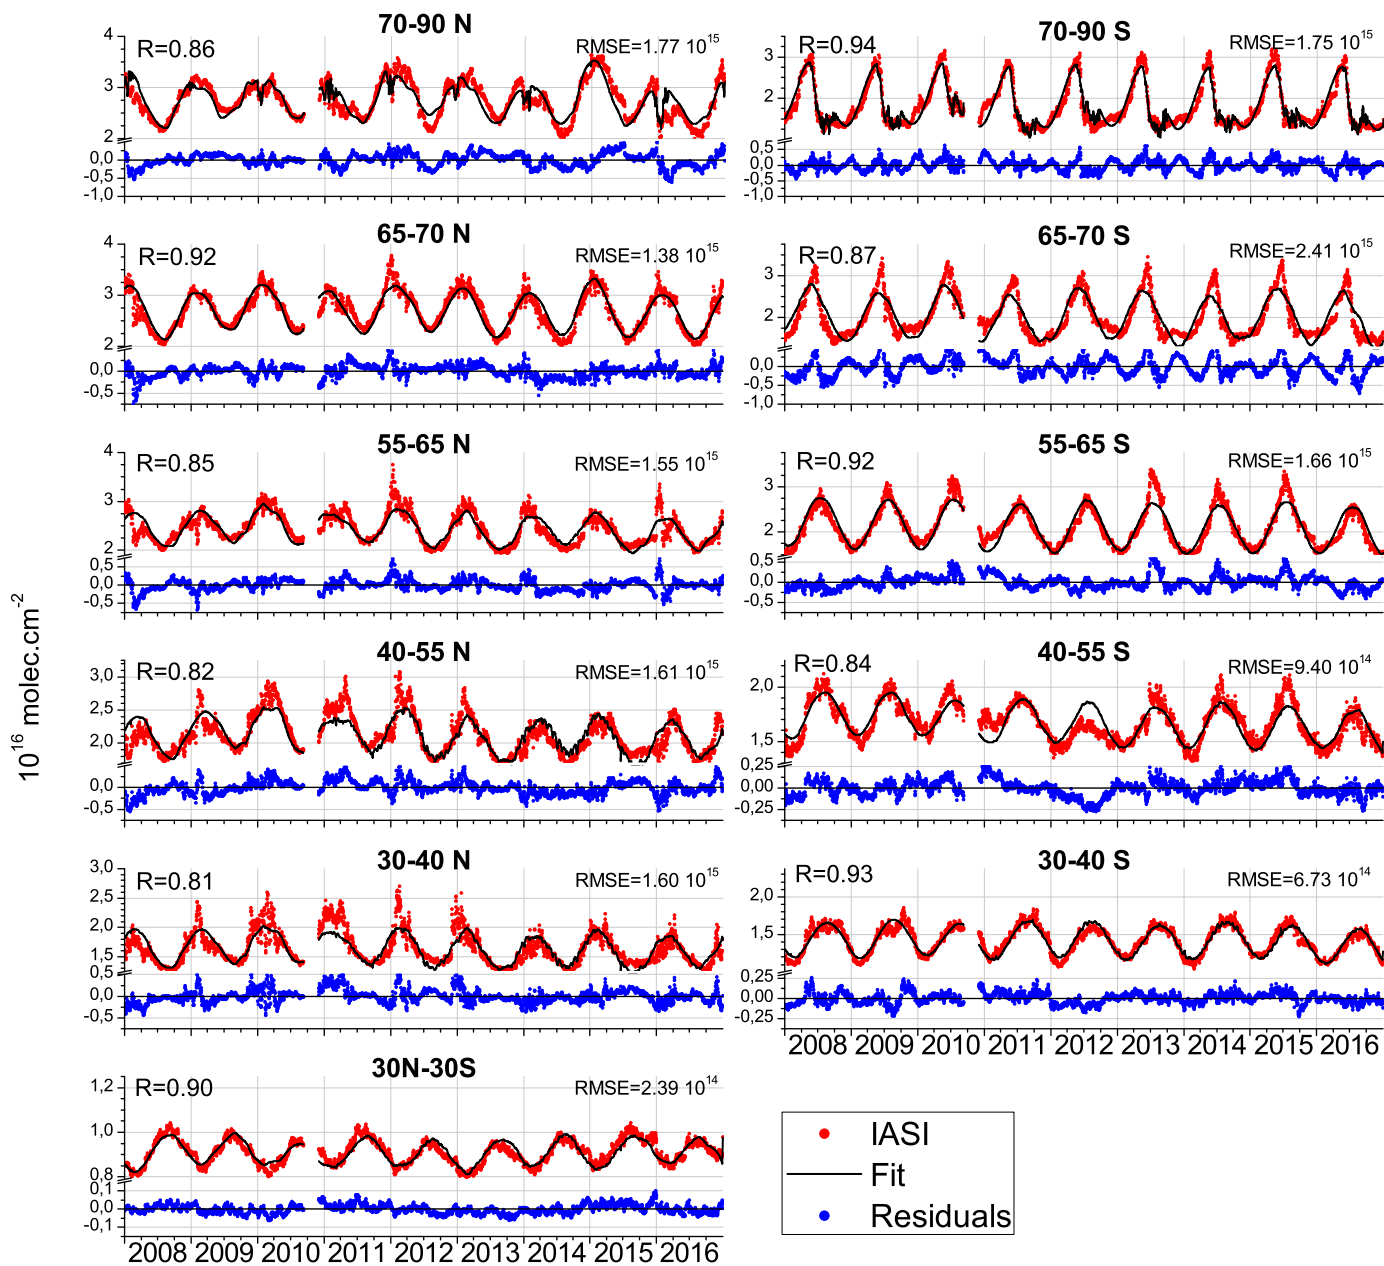 10^16 molec.cm^-2
70-90 N
R=0.86
RMSE=1.77 10^15
4
3
2
0,0
-0,5
-1,0
70-90 S
R=0.94
RMSE=1.75 10^15
3
2
0,5
0,0
-0,5
-1,0
65-70 N
R=0.92
RMSE=1.38 10^15
4
3
2
0,0
-0,5
65-70 S
R=0.87
RMSE=2.41 10^15
3
2
0,0
-0,5
-1,0
55-65 N
R=0.85
RMSE=1.55 10^15
4
3
2
0,5
0,0
-0,5
55-65 S
R=0.92
RMSE=1.66 10^15
3
2
0,5
0,0
-0,5
40-55 N
R=0.82
RMSE=1.61 10^15
3,0
2,5
2,0
0,0
-0,5
40-55 S
R=0.84
RMSE=9.40 10^14
2,0
1,5
0,25
0,00
-0,25
30-40 N
R=0.81
RMSE=1.60 10^15
3,0
2,5
2,0
1,5
0,5
0,0
-0,5
30-40 S
R=0.93
RMSE=6.73 10^14
2,0
1,5
0,25
0,00
-0,25
2008 2009 2010 2011 2012 2013 2014 2015 2016
30N-30S
R=0.90
RMSE=2.39 10^14
1,2
1,0
0,8
0,1
0,0
-0,1
2008 2009 2010 2011 2012 2013 2014 2015 2016
IASI
Fit
Residuals